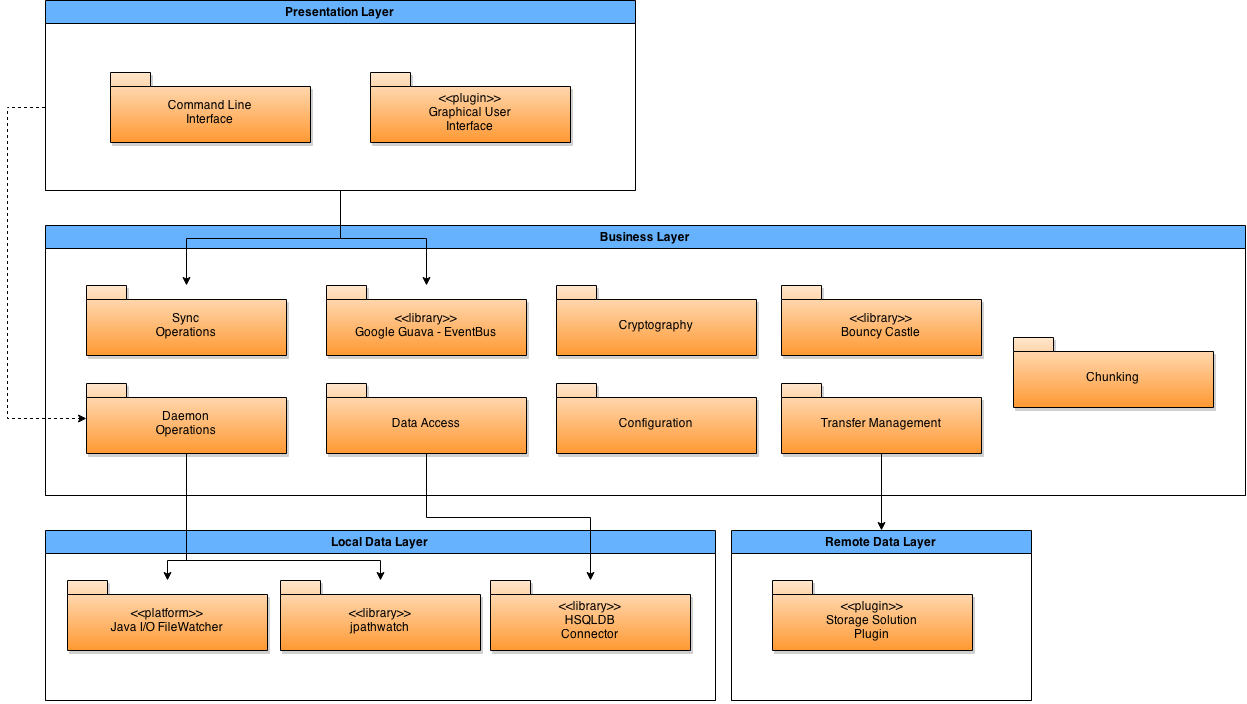 Presentation Layer
Command Line
Interface
<<plugin>>
Graphical User
Interface
Business Layer
Sync
Operations
<<library>>
Google Guava - EventBus
Cryptography
<<library>>
Bouncy Castle
Chunking
Daemon
Operations
Data Access
Configuration
Transfer Management
Local Data Layer
<<platform>>
Java I/O FileWatcher
<<library>>
jpathwatch
<<library>>
HSQLDB
Connector
Remote Data Layer
<<plugin>>
Storage Solution
Plugin